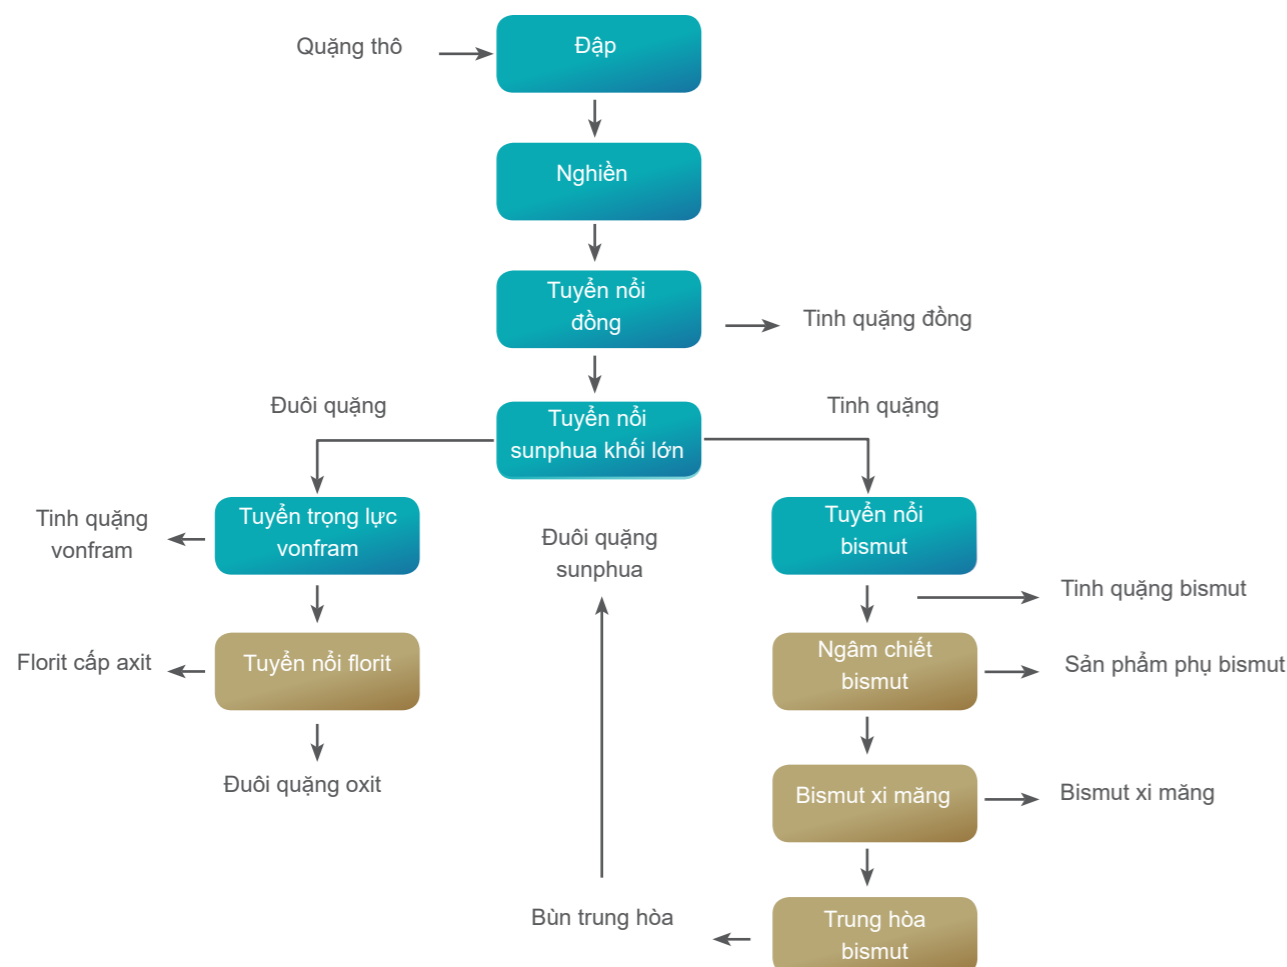 Quặng thô
Đập
Nghiền
Tuyển nổi
đồng
Tinh quặng đồng
Đuôi quặng
Tuyển nổi
sunphua khối lớn
Tinh quặng
Tinh quặng
vonfram
Tuyển trọng lực
vonfram
Đuôi quặng
sunphua
Tuyển nổi
bismut
Tinh quặng bismut
Florit cấp axit
Tuyển nổi florit
Ngâm chiết
bismut
Sản phẩm phụ bismut
Đuôi quặng oxit
Bismut xi măng
Bismut xi măng
Bùn trung hòa
Trung hòa
bismut